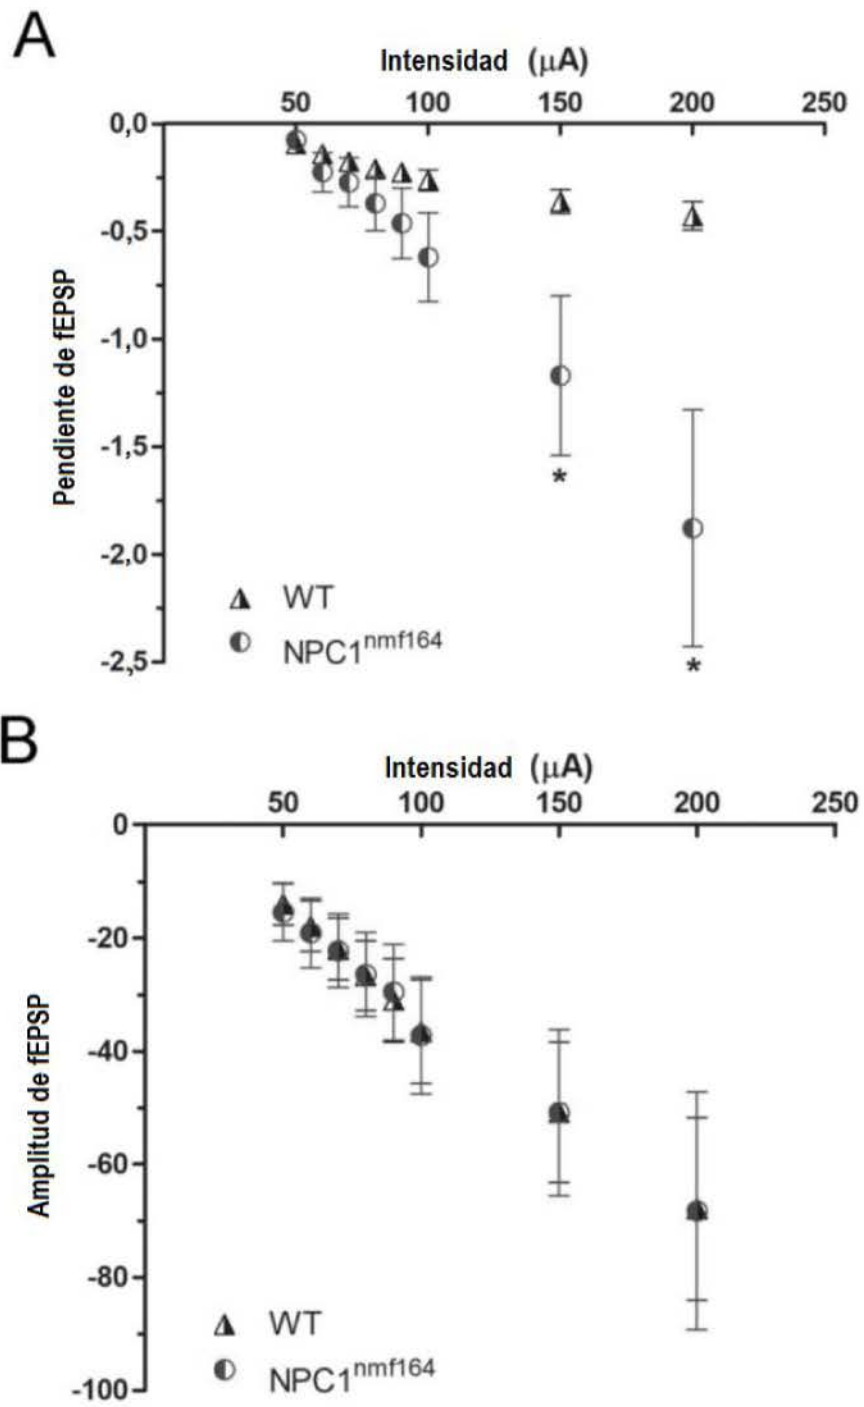 A
Intensidad (μA)
50 100 150 200 250
0,0
-0,5
-1,0
-1,5
-2,0
-2,5
Pendiente de fEPSP
*
*
WT
NPC1nmf164
B
Intensidad (μA)
50 100 150 200 250
0
-20
-40
-60
-80
-100
Amplitud de fEPSP
WT
NPC1nmf164